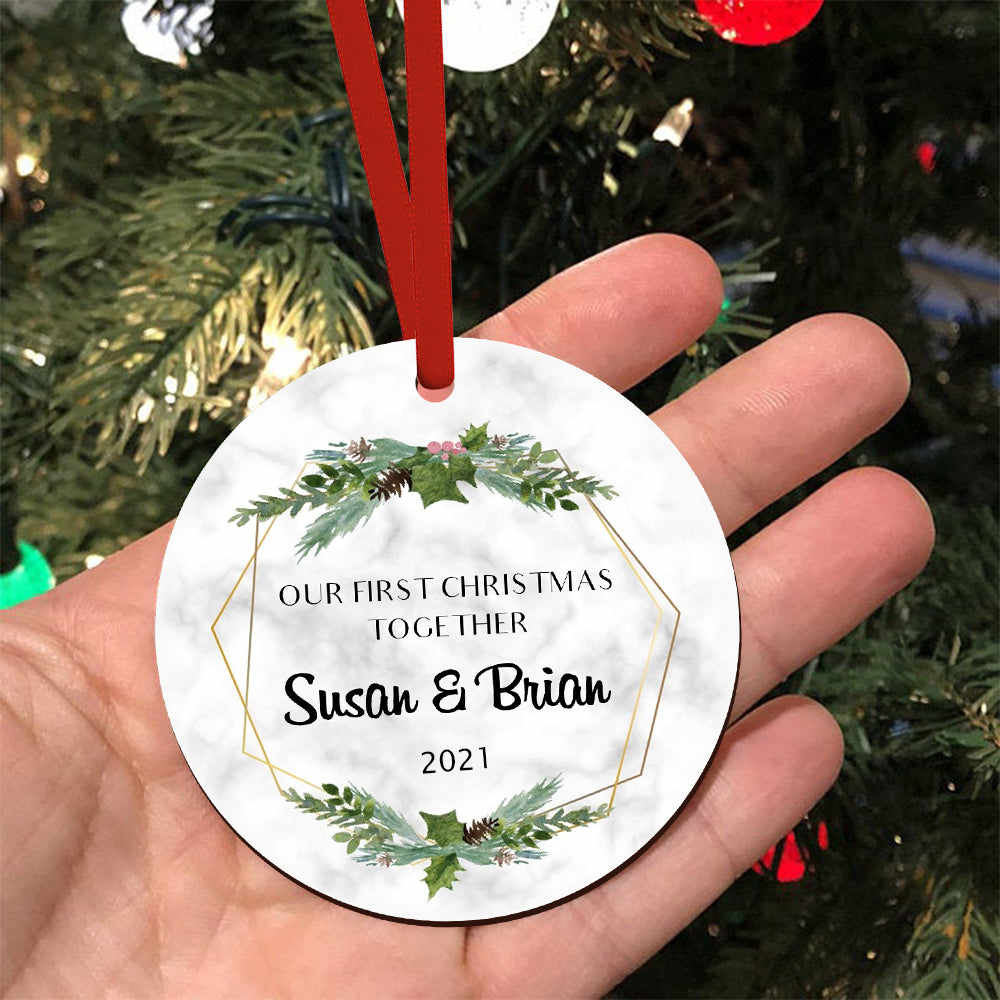 OUR FIRST CHRISTMAS
TOGETHER
Susan & Brian
2021